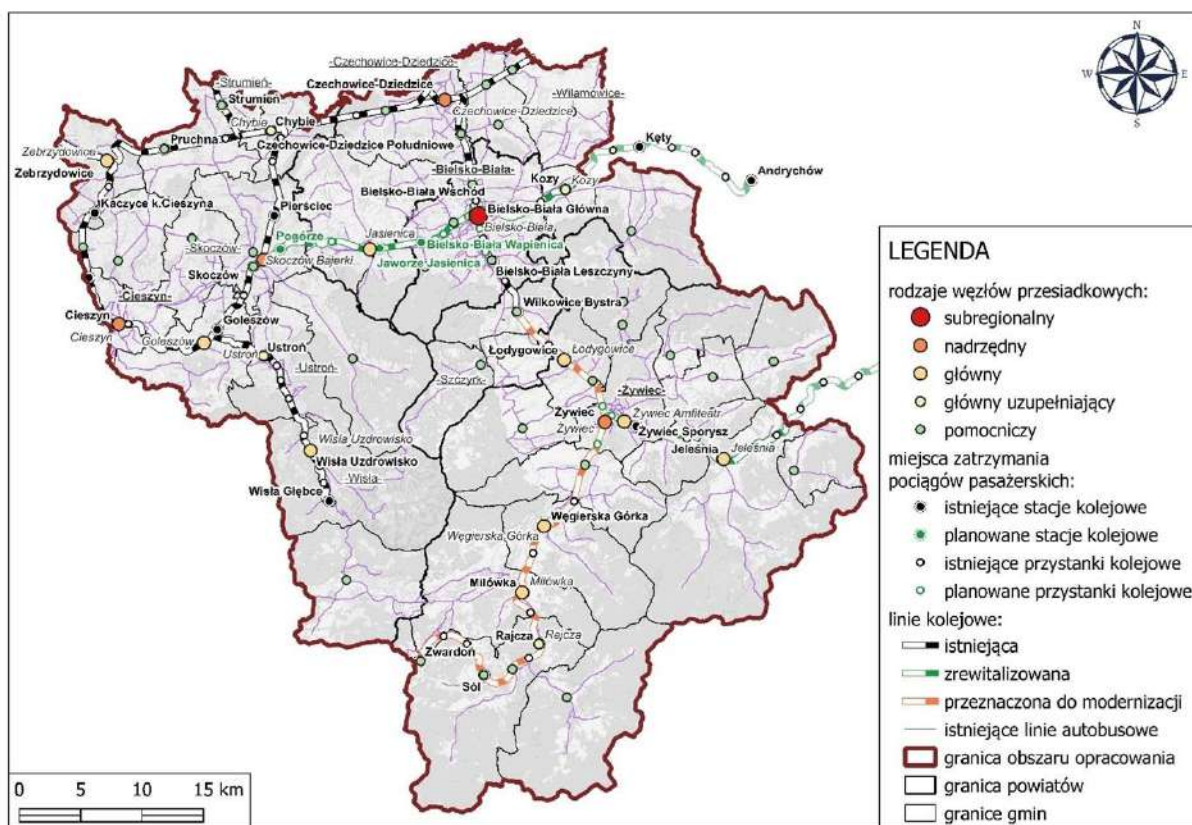 N
W
E
S
-Czechowice-Dziedzice-
Czechowice-Dziedzice
-Strumień-
Strumień
-Wilamowice-
Czechowice-Dziedzice
Chybie
Chybie
Pruchna
Kęty
Zebrzydowice
Czechowice-Dziedzice Południowe
Zebrzydowice
-Bielsko-Biała-
Kozy
Kozy
Andrychów
Bielsko-Biała Wschód
Kaczyce k.Cieszyna
Pierściec
Bielsko-Biała Główna
Bielsko-Biała
Pogórze
Jasienica
Bielsko-Biała Wapienica
-Skoczów-
Skoczów Bajerki
Jaworze Jasienica
Bielsko-Biała Leszczyny
Skoczów
-Cieszyn-
Wilkowice Bystra
Cieszyn
Cieszyn
Goleszów
Goleszów
Ustroń
Ustroń
Łodygowice
Łodygowice
-Ustroń-
-Szczyrk-
-Żywiec-
Żywiec
Żywiec Amfiteatr
Żywiec
Żywiec Sporysz
Wisła Uzdrowisko
Jeleśnia
Jeleśnia
Wisła Uzdrowisko
-Wisła-
Wisła Głębce
Węgierska Górka
Węgierska Górka
Milówka
Milówka
Rajcza
Rajcza
Zwardoń
Sól
0 5 10 15 km
LEGENDA
rodzaje węzłów przesiadkowych:
subregionalny
nadrzędny
główny
główny uzupełniający
pomocniczy
miejsca zatrzymania
pociągów pasażerskich:
istniejące stacje kolejowe
planowane stacje kolejowe
istniejące przystanki kolejowe
planowane przystanki kolejowe
linie kolejowe:
istniejąca
zrewitalizowana
przeznaczona do modernizacji
istniejące linie autobusowe
granica obszaru opracowania
granica powiatów
granice gmin